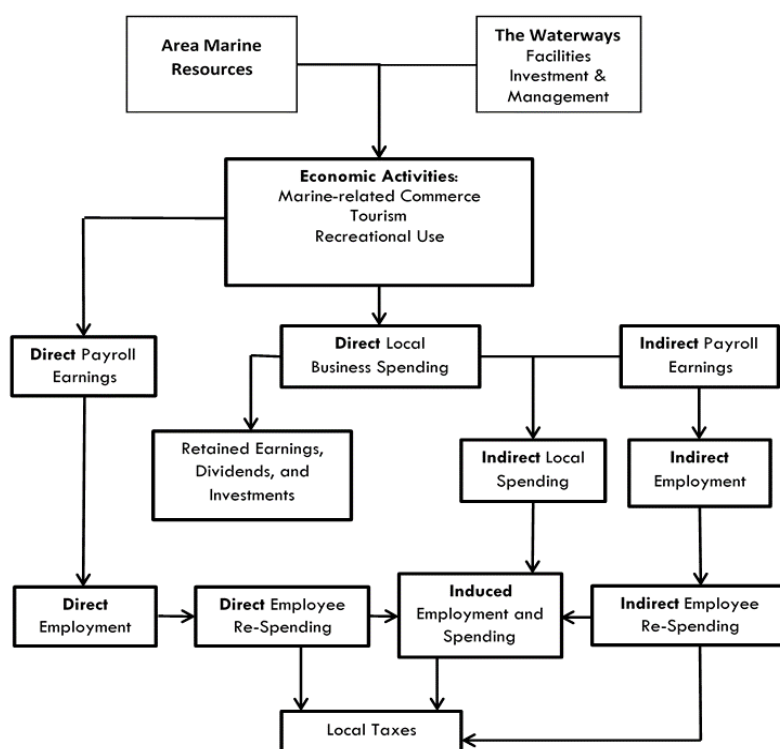 Area Marine
Resources
The Waterways
Facilities
Investment &
Management
Economic Activities:
Marine-related Commerce
Tourism
Recreational Use
Direct Payroll
Earnings
Direct Local
Business Spending
Indirect Payroll
Earnings
Retained Earnings,
Dividends, and
Investments
Indirect Local
Spending
Indirect
Employment
Direct
Employment
Direct Employee
Re-Spending
Induced
Employment and
Spending
Indirect Employee
Re-Spending
Local Taxes